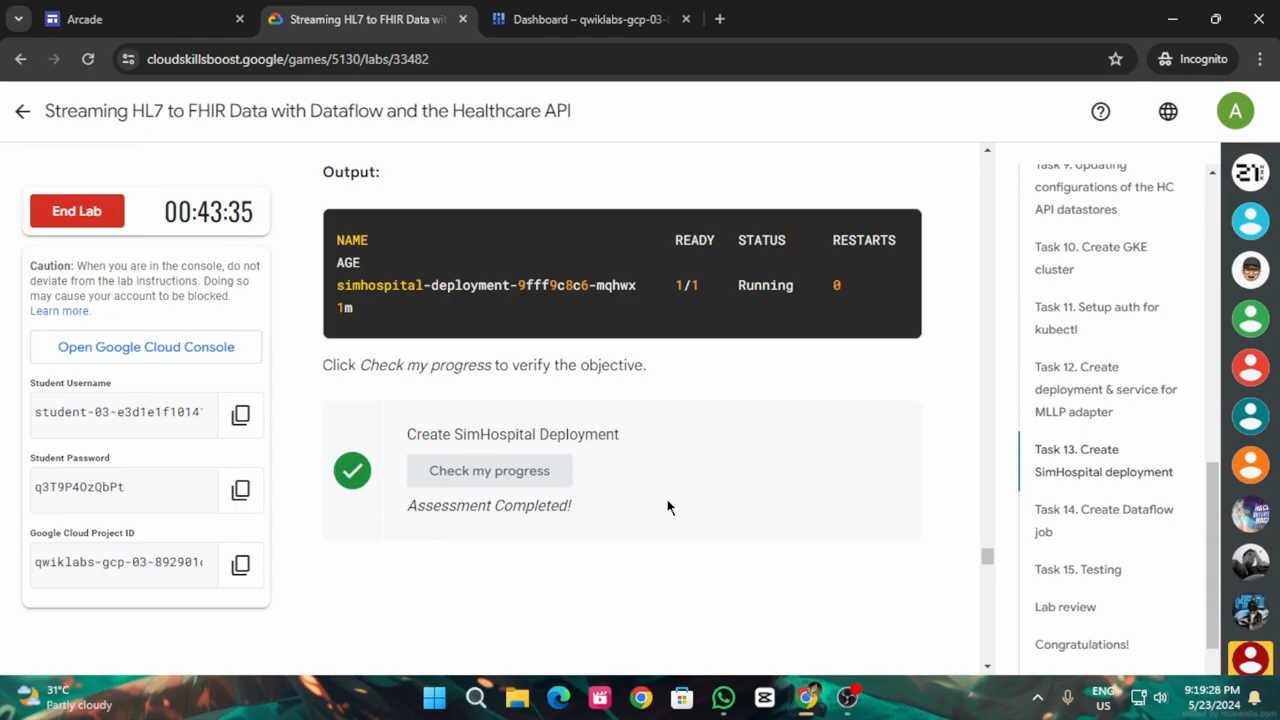 Arcade
Streaming HL7 to FHIR Data wit
Dashboard – qwiklabs-gcp-03-
cloudskillsboost.google/games/5130/labs/33482
Incognito
Streaming HL7 to FHIR Data with Dataflow and the Healthcare API
A
End Lab
00:43:35
Caution: When you are in the console, do not
deviate from the lab instructions. Doing so
may cause your account to be blocked.
Learn more.
Open Google Cloud Console
Student Username
student-03-e3d1e1f1014
Student Password
q3T9P4OzQbPt
Google Cloud Project ID
qwiklabs-gcp-03-892901
Output:
NAME READY STATUS RESTARTS
AGE
simhospital-deployment-9fff9c8c6-mqhwx 1/1 Running 0
1m
Click Check my progress to verify the objective.
Create SimHospital Deployment
Check my progress
Assessment Completed!
Task 9. Updating
configurations of the HC
API datastores
Task 10. Create GKE
cluster
Task 11. Setup auth for
kubectl
Task 12. Create
deployment & service for
MLLP adapter
Task 13. Create
SimHospital deployment
Task 14. Create Dataflow
job
Task 15. Testing
Lab review
Congratulations!
31°C
Partly cloudy
ENG
US
9:19:28 PM
5/23/2024